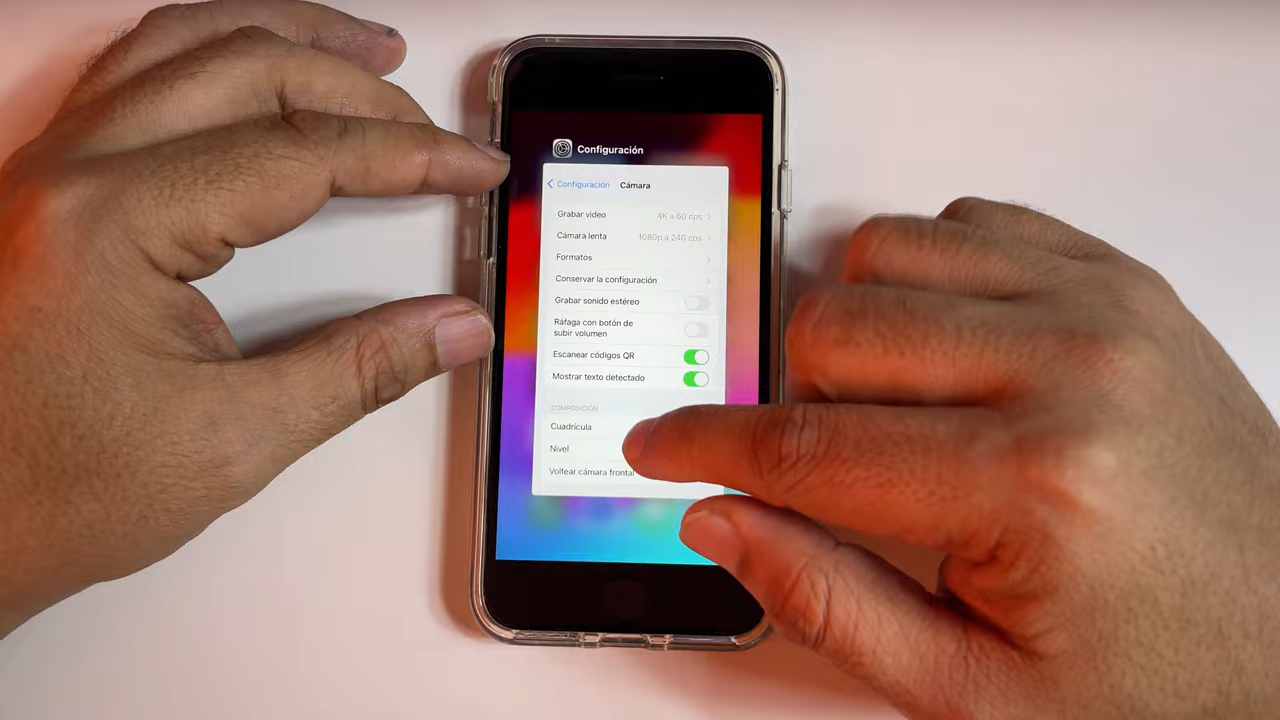 Configuración
Configuración Cámara
Grabar video 4K a 60 cps
Cámara lenta 1080p a 240 cps
Formatos
Conservar la configuración
Grabar sonido estéreo
Ráfaga con botón de
subir volumen
Escanear códigos QR
Mostrar texto detectado
COMPOSICIÓN
Cuadrícula
Nivel
Voltear cámara frontal